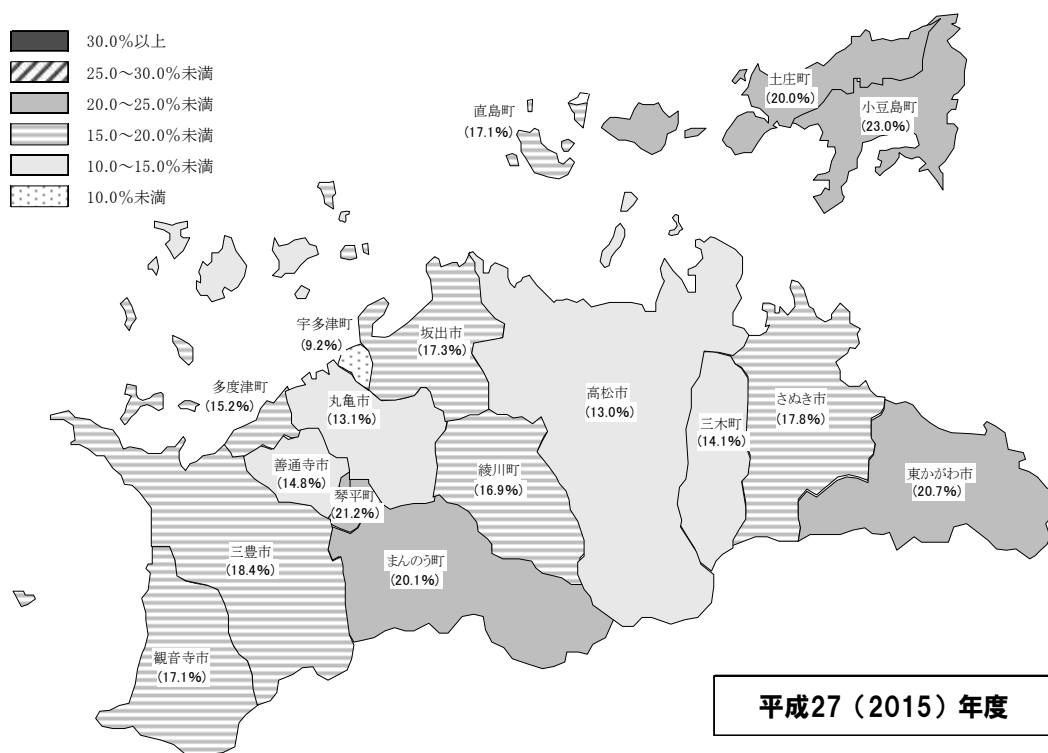 30.0%以上
25.0~30.0%未満
20.0~25.0%未満
15.0~20.0%未満
10.0~15.0%未満
10.0%未満
土庄町
(20.0%)
小豆島町
(23.0%)
直島町
(17.1%)
宇多津町
(9.2%)
坂出市
(17.3%)
多度津町
(15.2%)
丸亀市
(13.1%)
高松市
(13.0%)
三木町
(14.1%)
さぬき市
(17.8%)
善通寺市
(14.8%)
綾川町
(16.9%)
東かがわ市
(20.7%)
琴平町
(21.2%)
三豊市
(18.4%)
まんのう町
(20.1%)
観音寺市
(17.1%)
平成27(2015)年度